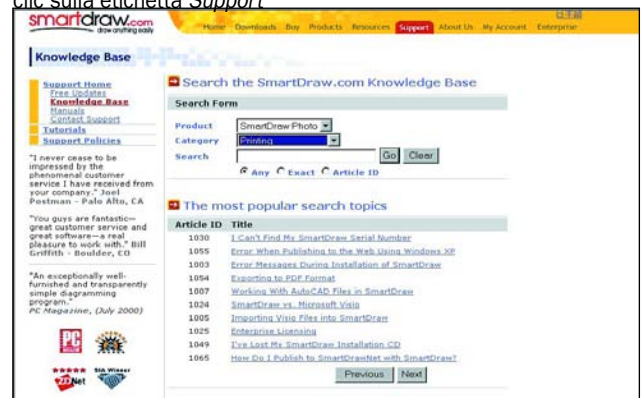 clic sulla etichetta Support
smartdraw.com
draw anything easily
Home Downloads Buy Products Resources Support About Us My Account Enterprise
Knowledge Base
Support Home
Free Updates
Knowledge Base
Manuals
Contact Support
Tutorials
Support Policies
"I never cease to be
impressed by the
phenomenal customer
service I have received from
your company." Joel
Postman - Palo Alto, CA
"You guys are fantastic—
great customer service and
great software—a real
pleasure to work with." Bill
Griffith - Boulder, CO
"An exceptionally well-
furnished and transparently
simple diagramming
program."
PC Magazine, (July 2000)
PC
ZDNet
SIA Winner
Search the SmartDraw.com Knowledge Base
Search Form
Product SmartDraw Photo
Category Printing
Search Go Clear
Any Exact Article ID
The most popular search topics
Article ID Title
1030 I Can't Find My SmartDraw Serial Number
1055 Error When Publishing to the Web Using Windows XP
1003 Error Messages During Installation of SmartDraw
1054 Exporting to PDF Format
1007 Working With AutoCAD Files in SmartDraw
1024 SmartDraw vs. Microsoft Visio
1005 Importing Visio Files into SmartDraw
1025 Enterprise Licensing
1049 I've Lost My SmartDraw Installation CD
1065 How Do I Publish to SmartDrawNet with SmartDraw?
Previous Next